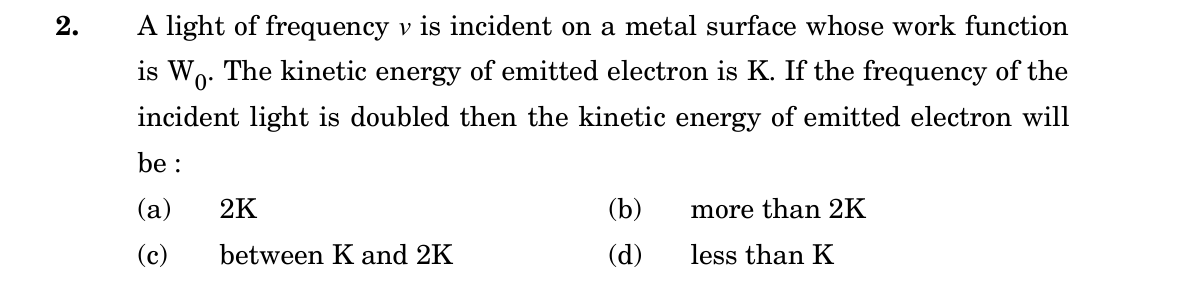 2. A light of frequency ν is incident on a metal surface whose work function
is W₀. The kinetic energy of emitted electron is K. If the frequency of the
incident light is doubled then the kinetic energy of emitted electron will
be :
(a) 2K (b) more than 2K
(c) between K and 2K (d) less than K